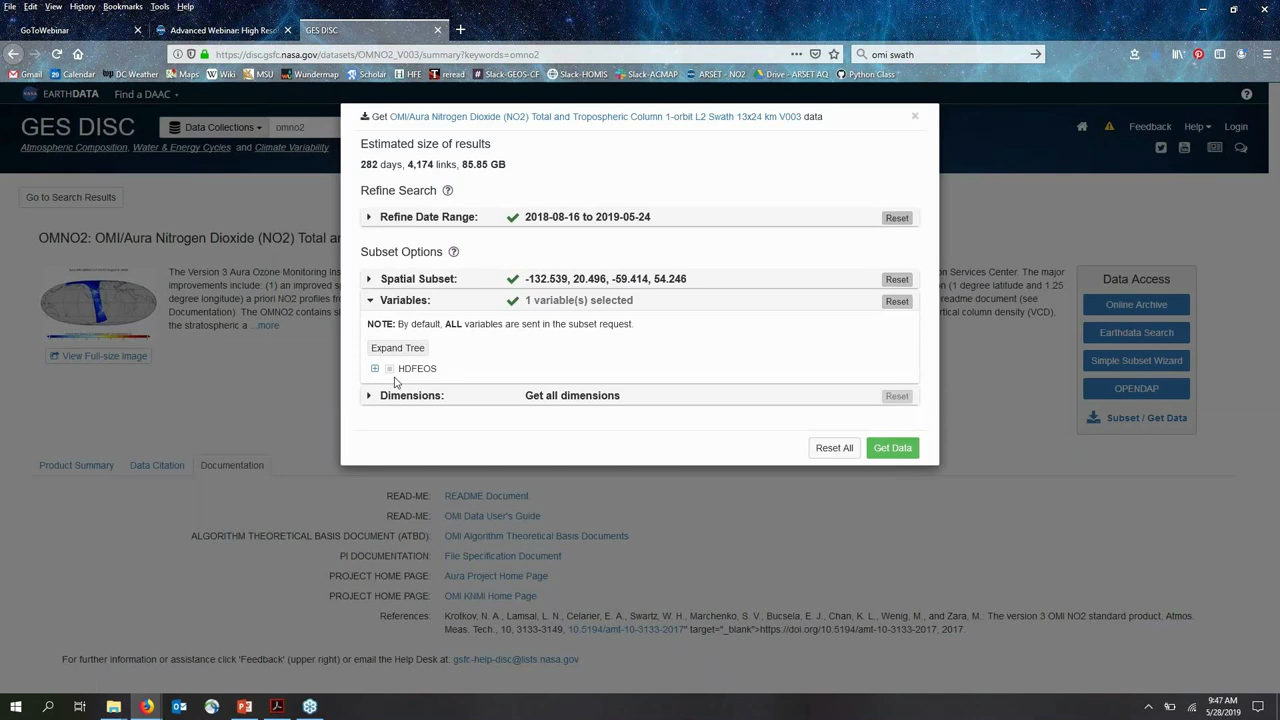 File Edit View History Bookmarks Tools Help
GoToWebinar
Advanced Webinar: High Reso
GES DISC
https://disc.gsfc.nasa.gov/datasets/OMNO2_V003/summary?keywords=omno2
omi swath
Gmail Calendar DC Weather Maps Wiki MSU Wundermap Scholar HFE reread Slack-GEOS-CF Slack-HOMIS Slack-ACMAP ARSET - NO2 Drive - ARSET AQ Python Class
EARTHDATA Find a DAAC
GES DISC Data Collections omno2 Feedback Help Login
Atmospheric Composition, Water & Energy Cycles and Climate Variability
Get OMI/Aura Nitrogen Dioxide (NO2) Total and Tropospheric Column 1-orbit L2 Swath 13x24 km V003 data
Estimated size of results
282 days, 4,174 links, 85.85 GB
Refine Search
Refine Date Range: 2018-08-16 to 2019-05-24 Reset
Subset Options
Spatial Subset: -132.539, 20.496, -59.414, 54.246 Reset
Variables: 1 variable(s) selected Reset
NOTE: By default, ALL variables are sent in the subset request.
Expand Tree
HDFEOS
Dimensions: Get all dimensions Reset
Reset All Get Data
Go to Search Results
OMNO2: OMI/Aura Nitrogen Dioxide (NO2) Total an
The Version 3 Aura Ozone Monitoring ins
improvements include: (1) an improved s
degree longitude) a priori NO2 profiles from
Documentation). The OMNO2 contains s
the stratospheric a ...more
n Services Center. The major
(1 degree latitude and 1.25
readme document (see
tical column density (VCD),
View Full-size Image
Data Access
Online Archive
Earthdata Search
Simple Subset Wizard
OPENDAP
Subset / Get Data
Product Summary Data Citation Documentation
READ-ME: README Document
READ-ME: OMI Data User's Guide
ALGORITHM THEORETICAL BASIS DOCUMENT (ATBD): OMI Algorithm Theoretical Basis Documents
PI DOCUMENTATION: File Specification Document
PROJECT HOME PAGE: Aura Project Home Page
PROJECT HOME PAGE: OMI KNMI Home Page
References: Krotkov, N. A., Lamsal, L. N., Celarier, E. A., Swartz, W. H., Marchenko, S. V., Bucsela, E. J., Chan, K. L., Wenig, M., and Zara, M.: The version 3 OMI NO2 standard product, Atmos.
Meas. Tech., 10, 3133-3149, 10.5194/amt-10-3133-2017" target="_blank">https://doi.org/10.5194/amt-10-3133-2017, 2017.
For further information or assistance click 'Feedback' (upper right) or email the Help Desk at gsfc-help-disc@lists.nasa.gov
9:47 AM
5/28/2019